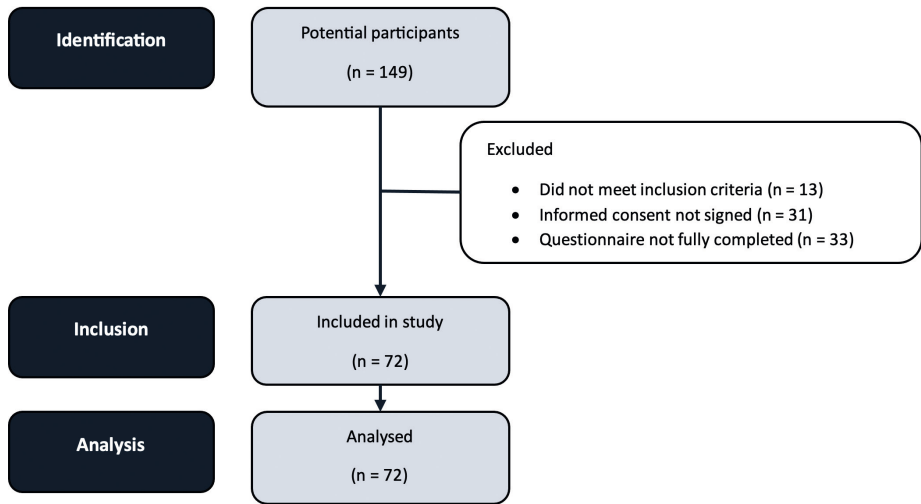 Identification
Potential participants
(n = 149)
Excluded
• Did not meet inclusion criteria (n = 13)
• Informed consent not signed (n = 31)
• Questionnaire not fully completed (n = 33)
Inclusion
Included in study
(n = 72)
Analysis
Analysed
(n = 72)